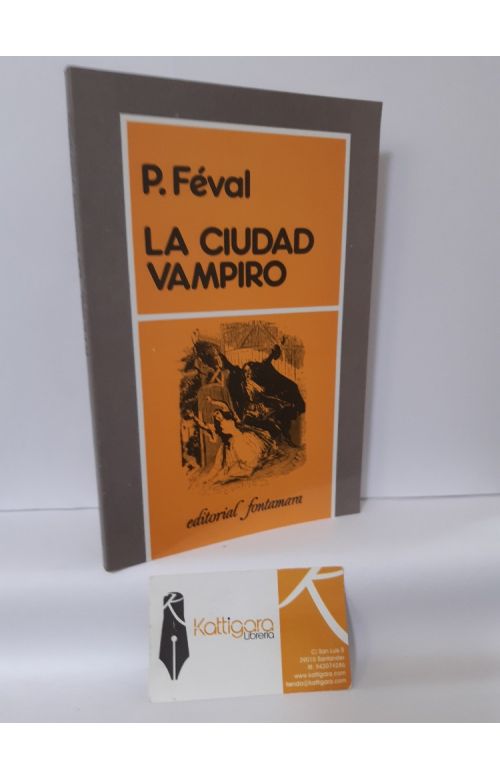 P. Féval
LA CIUDAD
VAMPIRO
editorial fontamara
Kattigara
Librería
C/ San Luis 5
39010 Santander
M: 942074286
www.kattigara.com
tienda@kattigara.com